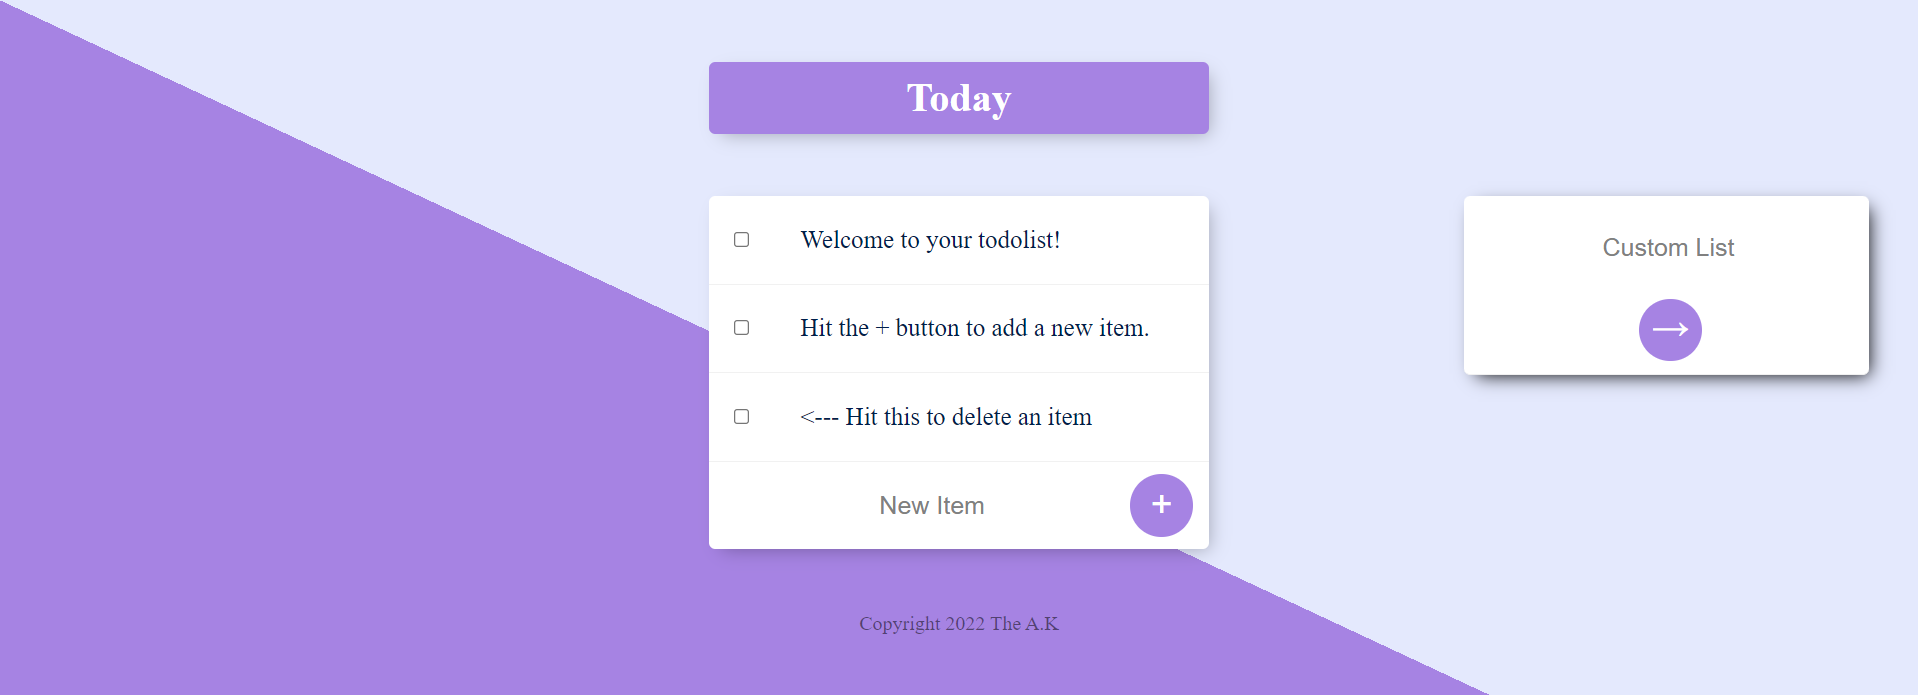 Today
Welcome to your todolist!
Hit the + button to add a new item.
<--- Hit this to delete an item
New Item
+
Custom List
→
Copyright 2022 The A.K